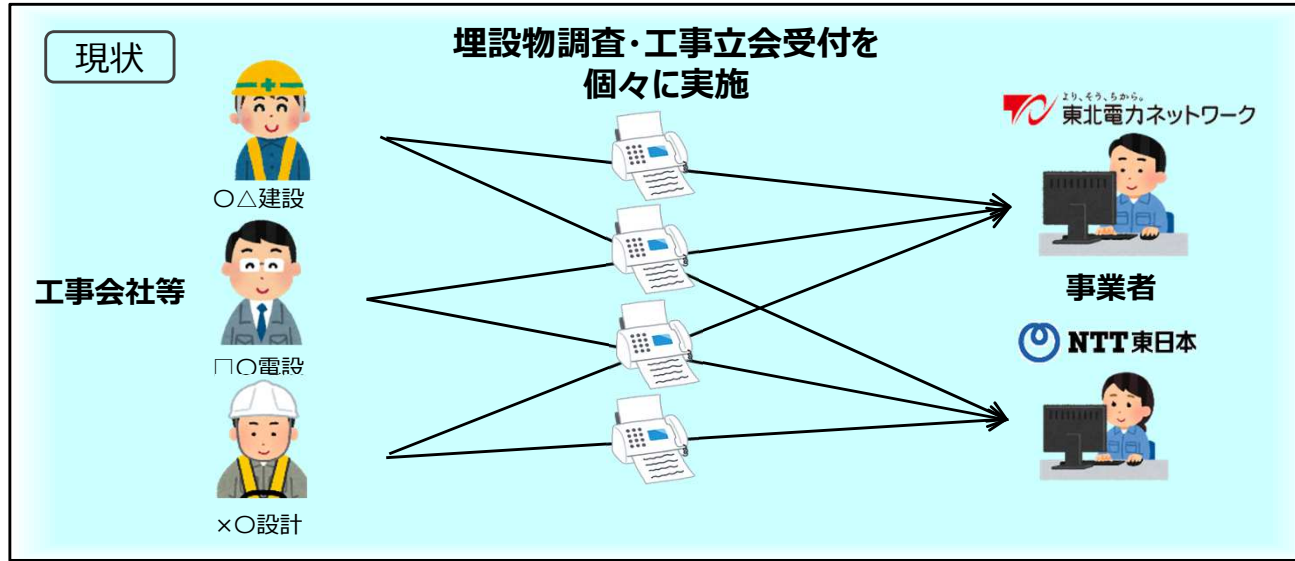 現状
埋設物調査・工事立会受付を
個々に実施
より、そう、ちから。
東北電力ネットワーク
〇△建設
工事会社等
事業者
NTT東日本
□〇電設
×〇設計